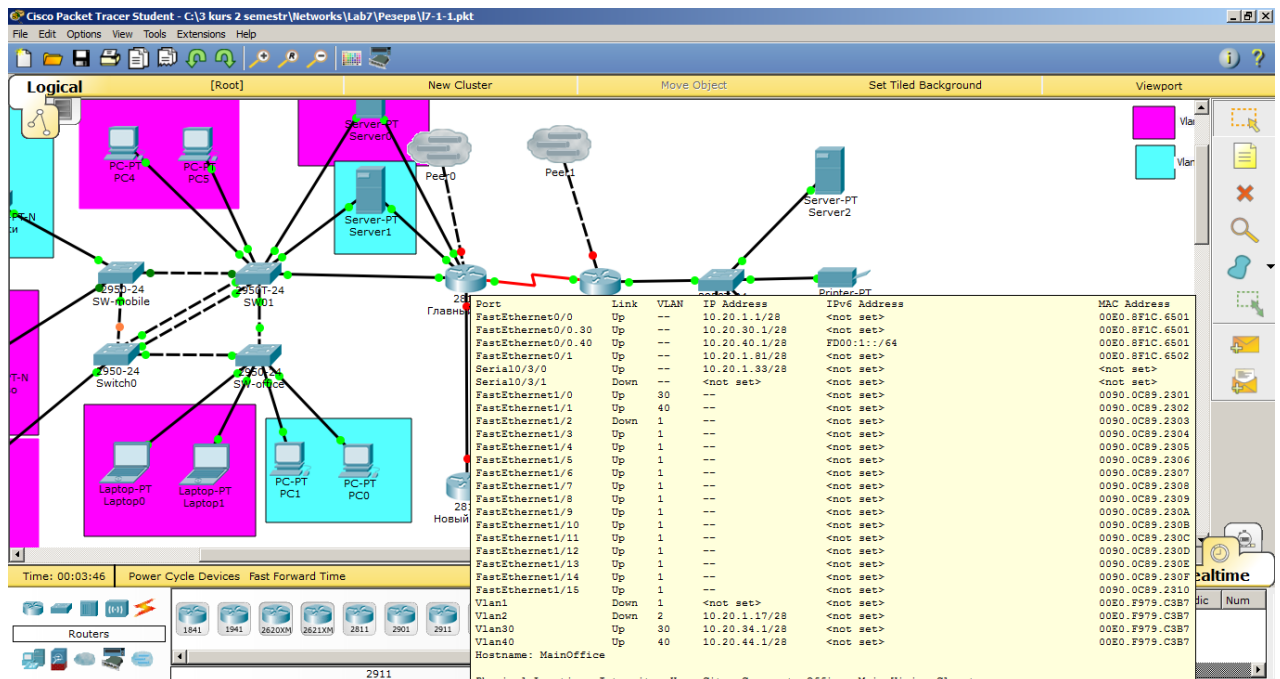 Cisco Packet Tracer Student - C:\3 kurs 2 semestr\Networks\Lab7\Резерв\l7-1-1.pkt
File Edit Options View Tools Extensions Help
Logical [Root] New Cluster Move Object Set Tiled Background Viewport
Vlan
Vlan
PC-PT
PC4
PC-PT
PC5
Server-PT
Server0
Peer0
Peer1
Server-PT
Server1
Server-PT
Server2
2950-24
SW-mobile
2950T-24
SW01
Printer-PT
2950-24
Switch0
2950-24
SW-office
Laptop-PT
Laptop0
Laptop-PT
Laptop1
PC-PT
PC1
PC-PT
PC0
Новый
Port Link VLAN IP Address IPv6 Address MAC Address
FastEthernet0/0 Up -- 10.20.1.1/28 <not set> 00E0.8F1C.6501
FastEthernet0/0.30 Up -- 10.20.30.1/28 <not set> 00E0.8F1C.6501
FastEthernet0/0.40 Up -- 10.20.40.1/28 FD00:1::/64 00E0.8F1C.6501
FastEthernet0/1 Up -- 10.20.1.81/28 <not set> 00E0.8F1C.6502
Serial0/3/0 Up -- 10.20.1.33/28 <not set> <not set>
Serial0/3/1 Down -- <not set> <not set> <not set>
FastEthernet1/0 Up 30 -- <not set> 0090.0C89.2301
FastEthernet1/1 Up 40 -- <not set> 0090.0C89.2302
FastEthernet1/2 Down 1 -- <not set> 0090.0C89.2303
FastEthernet1/3 Up 1 -- <not set> 0090.0C89.2304
FastEthernet1/4 Up 1 -- <not set> 0090.0C89.2305
FastEthernet1/5 Up 1 -- <not set> 0090.0C89.2306
FastEthernet1/6 Up 1 -- <not set> 0090.0C89.2307
FastEthernet1/7 Up 1 -- <not set> 0090.0C89.2308
FastEthernet1/8 Up 1 -- <not set> 0090.0C89.2309
FastEthernet1/9 Up 1 -- <not set> 0090.0C89.230A
FastEthernet1/10 Up 1 -- <not set> 0090.0C89.230B
FastEthernet1/11 Up 1 -- <not set> 0090.0C89.230C
FastEthernet1/12 Up 1 -- <not set> 0090.0C89.230D
FastEthernet1/13 Up 1 -- <not set> 0090.0C89.230E
FastEthernet1/14 Up 1 -- <not set> 0090.0C89.230F
FastEthernet1/15 Up 1 -- <not set> 0090.0C89.2310
Vlan1 Down 1 <not set> <not set> 00E0.F979.C3B7
Vlan2 Down 2 10.20.1.17/28 <not set> 00E0.F979.C3B7
Vlan30 Up 30 10.20.34.1/28 <not set> 00E0.F979.C3B7
Vlan40 Up 40 10.20.44.1/28 <not set> 00E0.F979.C3B7
Hostname: MainOffice
Time: 00:03:46 Power Cycle Devices Fast Forward Time
ealtime
dic Num
Routers
1841 1941 2620XM 2621XM 2811 2901 2911
2911